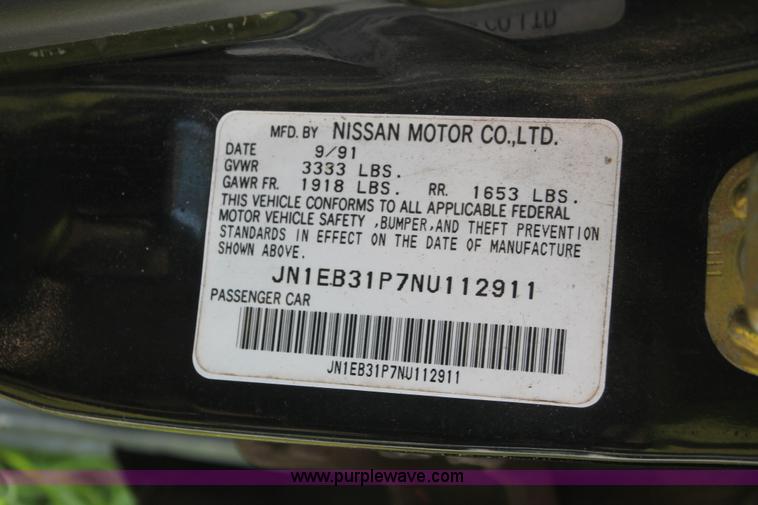 CO LTD
MFD. BY NISSAN MOTOR CO.,LTD.
DATE 9/91
GVWR 3333 LBS.
GAWR FR. 1918 LBS. RR. 1653 LBS.
THIS VEHICLE CONFORMS TO ALL APPLICABLE FEDERAL
MOTOR VEHICLE SAFETY ,BUMPER,AND THEFT PREVENTION
STANDARDS IN EFFECT ON THE DATE OF MANUFACTURE
SHOWN ABOVE.
JN1EB31P7NU112911
PASSENGER CAR
JN1EB31P7NU112911
www.purplewave.com